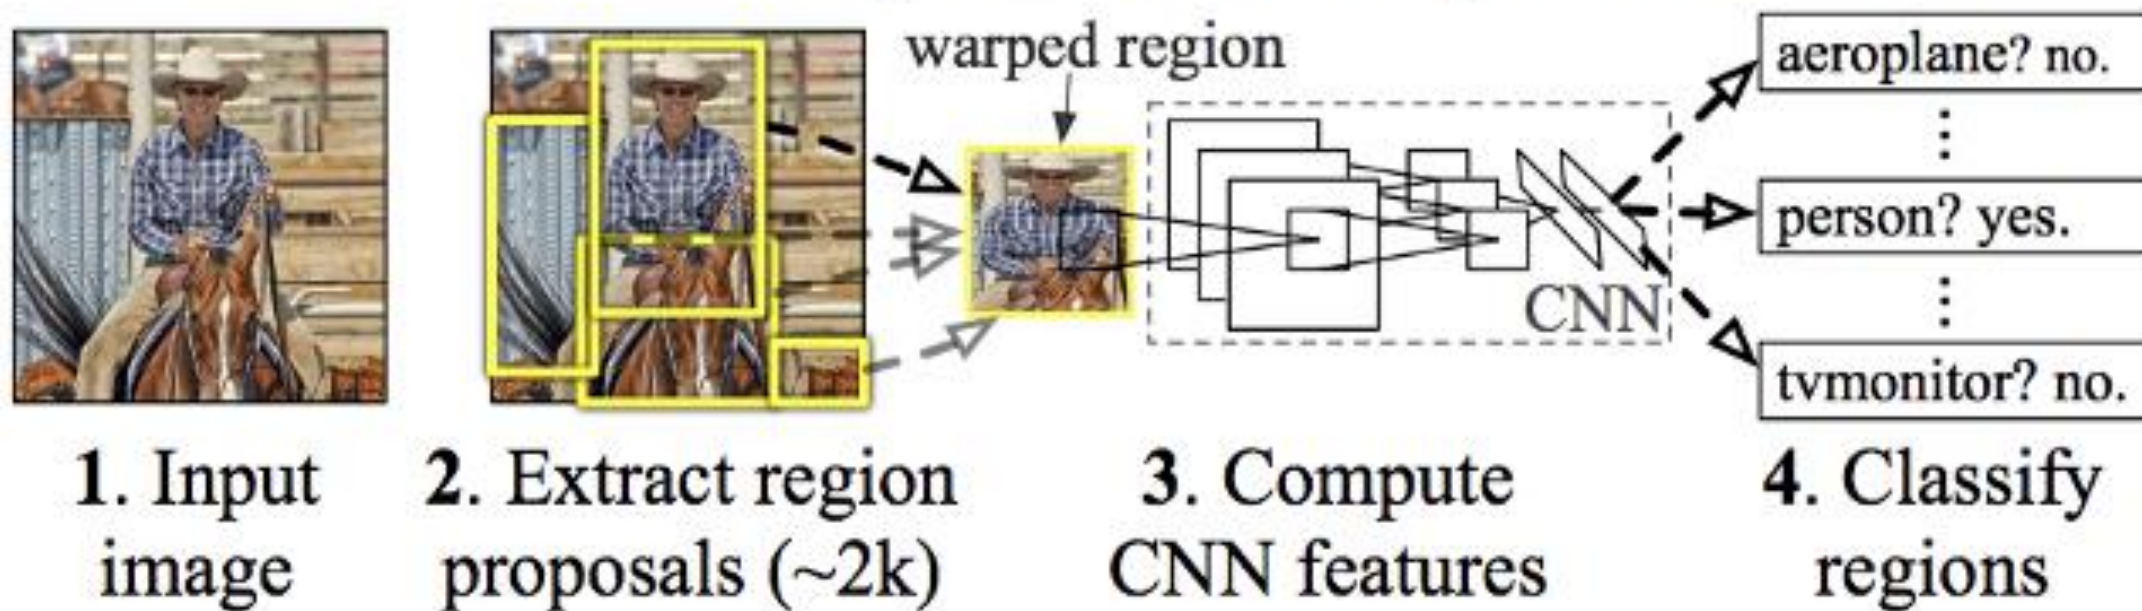 warped region
aeroplane? no.
person? yes.
CNN
tvmonitor? no.
1. Input
image
2. Extract region
proposals (~2k)
3. Compute
CNN features
4. Classify
regions